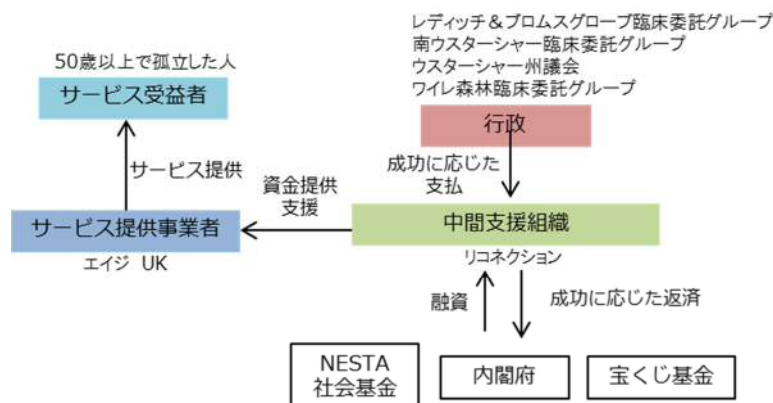 レディッチ＆ブロムスグローブ臨床委託グループ
南ウスターシャー臨床委託グループ
ウスターシャー州議会
ワイレ森林臨床委託グループ
50歳以上で孤立した人
サービス受益者
行政
サービス提供
成功に応じた
支払
資金提供
支援
サービス提供事業者
中間支援組織
エイジ UK
リコネクション
融資
成功に応じた返済
NESTA
社会基金
内閣府
宝くじ基金